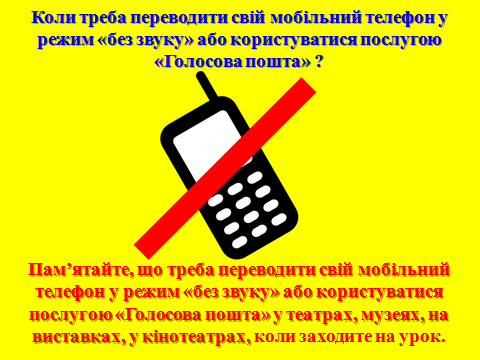 Коли треба переводити свій мобільний телефон у
режим «без звуку» або користуватися послугою
«Голосова пошта» ?
Пам’ятайте, що треба переводити свій мобільний
телефон у режим «без звуку» або користуватися
послугою «Голосова пошта» у театрах, музеях, на
виставках, у кінотеатрах, коли заходите на урок.